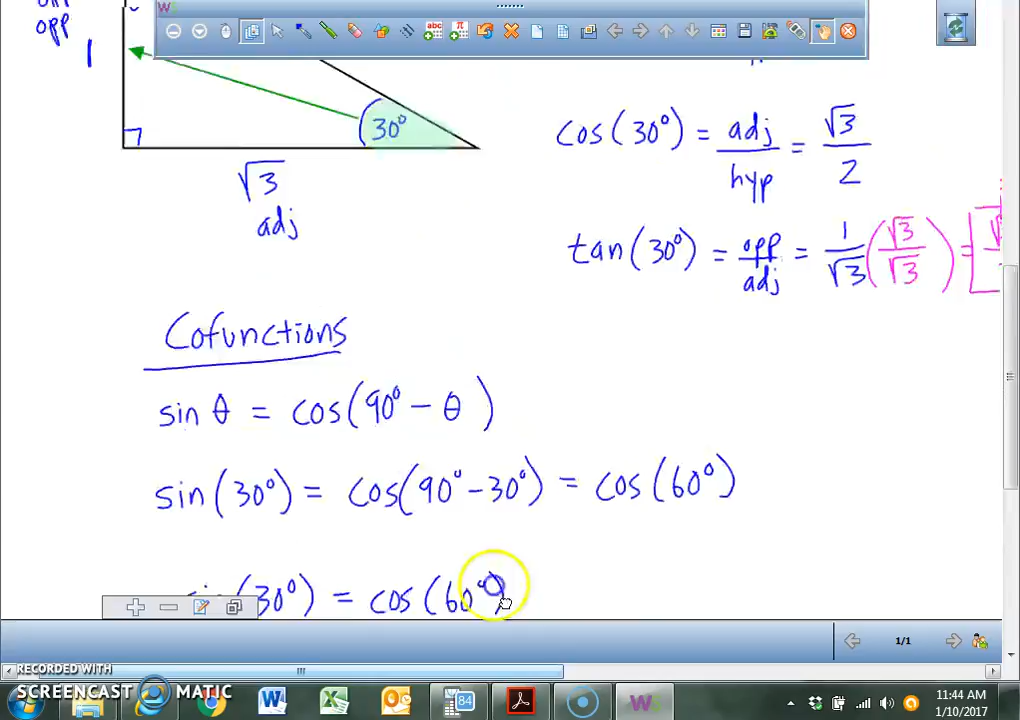 opp
1
30°
√3
adj
cos(30°) = adj/hyp = √3/2
tan(30°) = opp/adj = 1/√3 (√3/√3) =
Cofunctions
sin θ = cos(90° − θ)
sin(30°) = cos(90° − 30°) = cos(60°)
(30°) = cos(60°)
1/1
RECORDED WITH
SCREENCAST MATIC
84
11:44 AM
1/10/2017